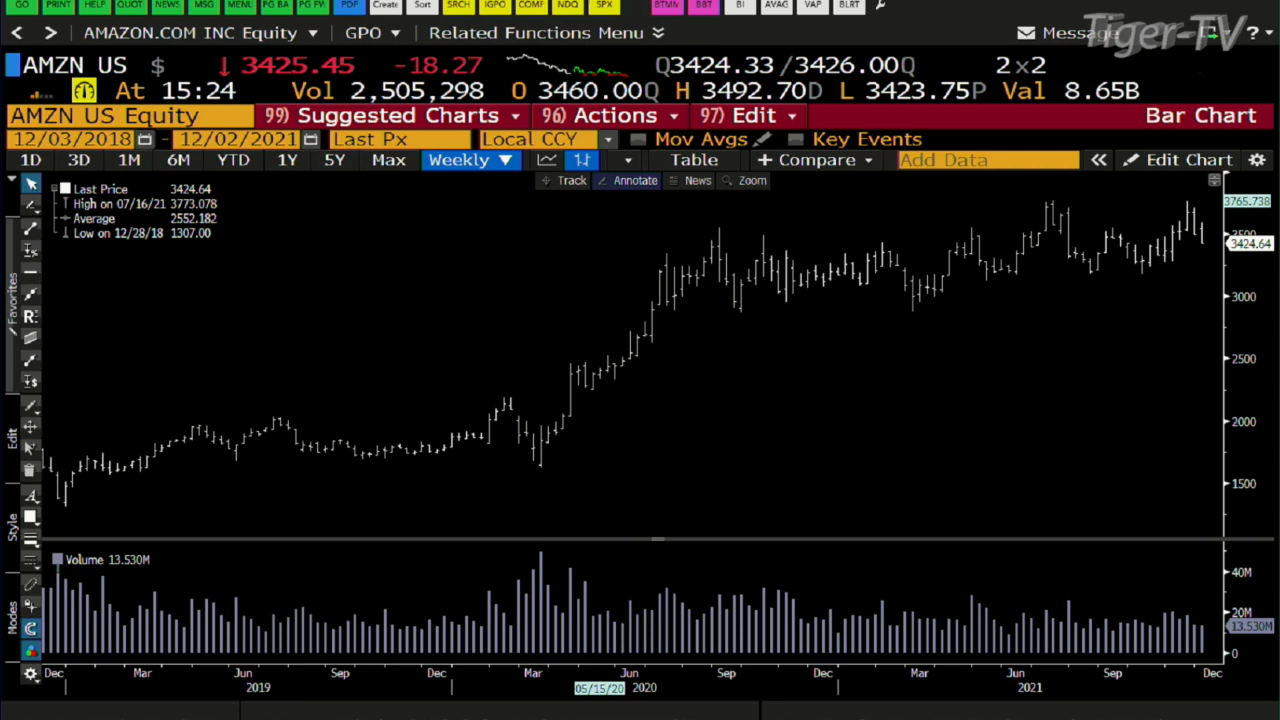 GO PRINT HELP QUOT NEWS MSG MENU PG BA PG FW PDF Create Sort SRCH IGPO COMF NDQ SPX BTMM BBT BI AVAG VAP BLRT
AMAZON.COM INC Equity GPO Related Functions Menu Message ?
Tiger-TV
AMZN US $ ↓ 3425.45 -18.27 Q3424.33/3426.00Q 2x2
At 15:24 Vol 2,505,298 O 3460.00Q H 3492.70D L 3423.75P Val 8.65B
AMZN US Equity 99) Suggested Charts 96) Actions 97) Edit Bar Chart
12/03/2018 - 12/02/2021 Last Px Local CCY Mov Avgs Key Events
1D 3D 1M 6M YTD 1Y 5Y Max Weekly Table + Compare Add Data « Edit Chart
Track Annotate News Zoom
Last Price 3424.64
High on 07/16/21 3773.078
Average 2552.182
Low on 12/28/18 1307.00
3765.738
3500
3424.64
3000
2500
2000
1500
Favorites
Edit
Style
Modes
Volume 13.530M
40M
20M
13.530M
0
Dec Mar Jun Sep Dec Mar Jun Sep Dec Mar Jun Sep Dec
2019 05/15/20 2020 2021